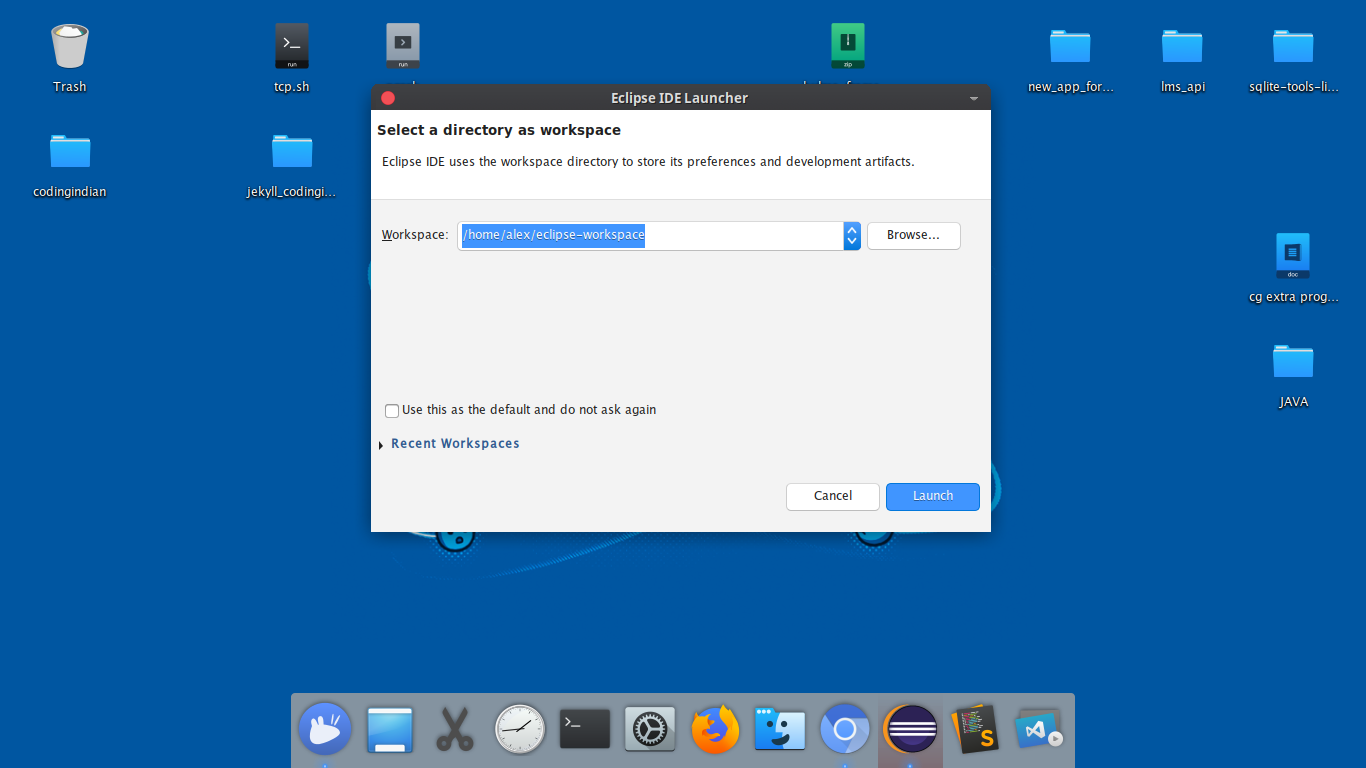 Trash
tcp.sh
new_app_for...
lms_api
sqlite-tools-li...
run
run
zip
Eclipse IDE Launcher
Select a directory as workspace
Eclipse IDE uses the workspace directory to store its preferences and development artifacts.
codingindian
jekyll_codingi...
Workspace:
/home/alex/eclipse-workspace
Browse...
doc
cg extra prog...
JAVA
Use this as the default and do not ask again
Recent Workspaces
Cancel
Launch